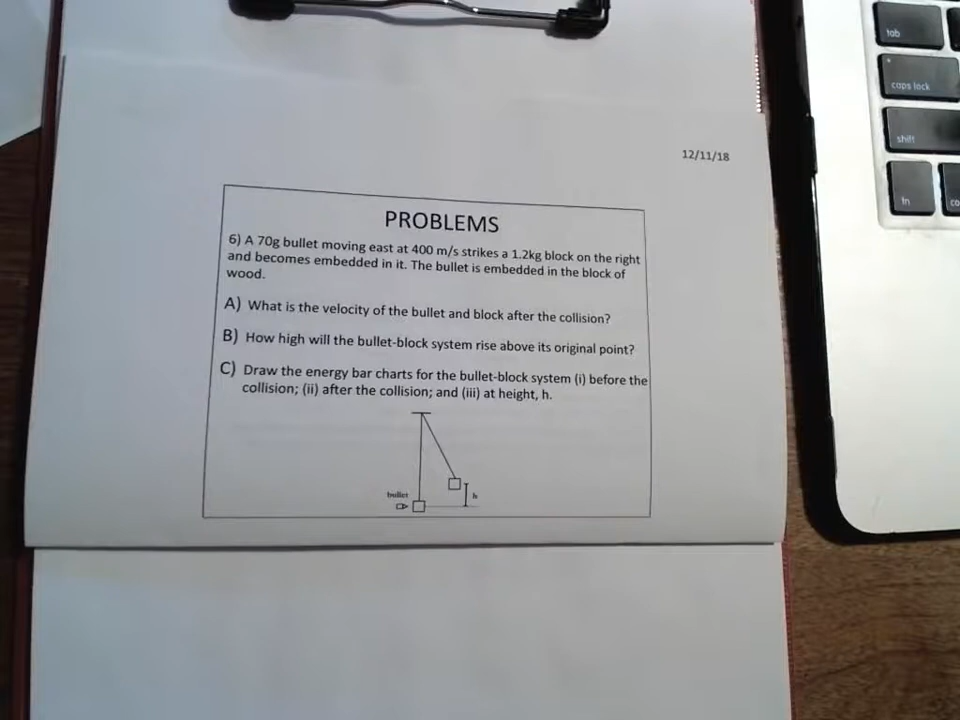 tab
caps lock
shift
fn
12/11/18
PROBLEMS
6) A 70g bullet moving east at 400 m/s strikes a 1.2kg block on the right
and becomes embedded in it. The bullet is embedded in the block of
wood.
A) What is the velocity of the bullet and block after the collision?
B) How high will the bullet-block system rise above its original point?
C) Draw the energy bar charts for the bullet-block system (i) before the
collision; (ii) after the collision; and (iii) at height, h.
bullet
h